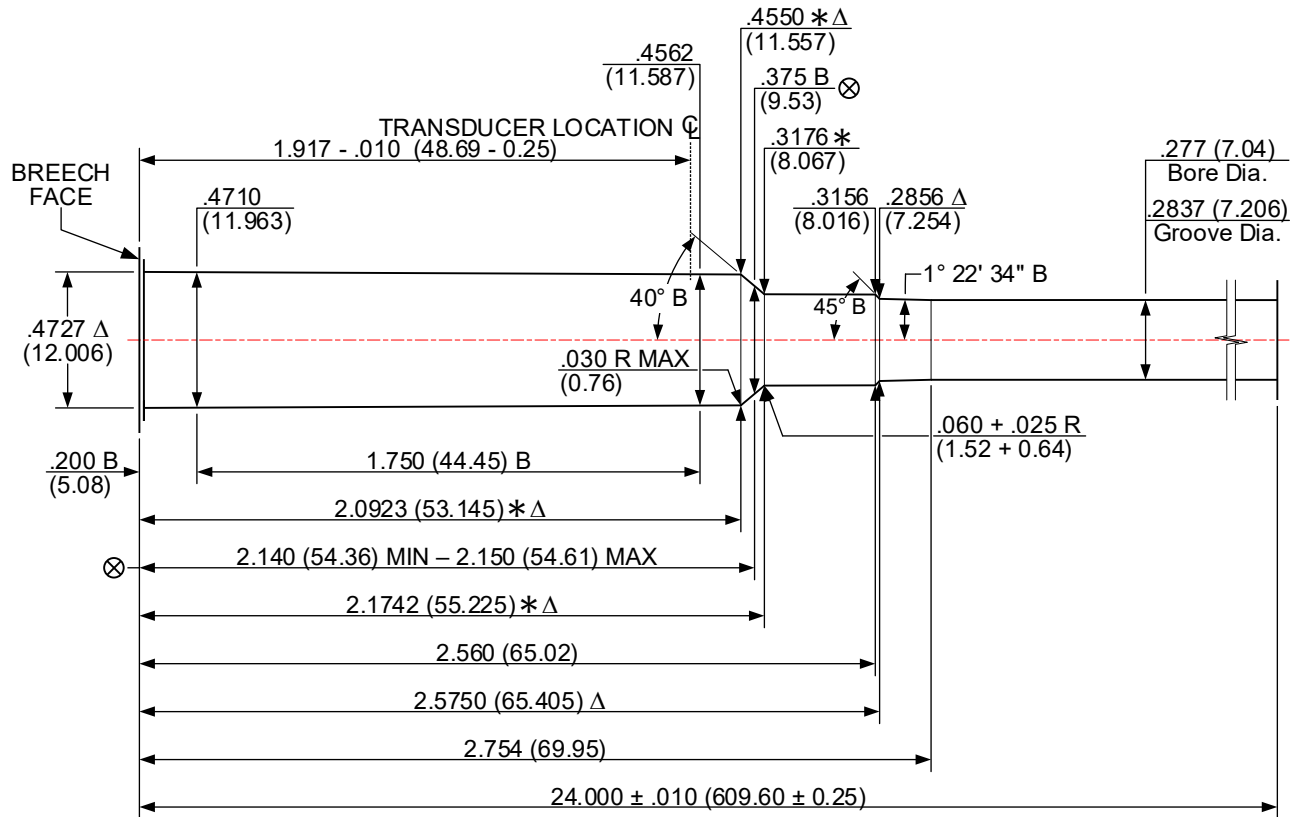 .4550 ∗ Δ
(11.557)
.4562
(11.587)
.375 B ⊗
(9.53)
TRANSDUCER LOCATION ℄
1.917 - .010 (48.69 - 0.25)
.3176 ∗
(8.067)
.277 (7.04)
Bore Dia.
BREECH
FACE
.4710
(11.963)
.3156
(8.016)
.2856 Δ
(7.254)
.2837 (7.206)
Groove Dia.
1° 22' 34" B
40° B
45° B
.4727 Δ
(12.006)
.030 R MAX
(0.76)
.060 + .025 R
(1.52 + 0.64)
.200 B
(5.08)
1.750 (44.45) B
2.0923 (53.145) ∗ Δ
⊗ 2.140 (54.36) MIN – 2.150 (54.61) MAX
2.1742 (55.225) ∗ Δ
2.560 (65.02)
2.5750 (65.405) Δ
2.754 (69.95)
24.000 ± .010 (609.60 ± 0.25)